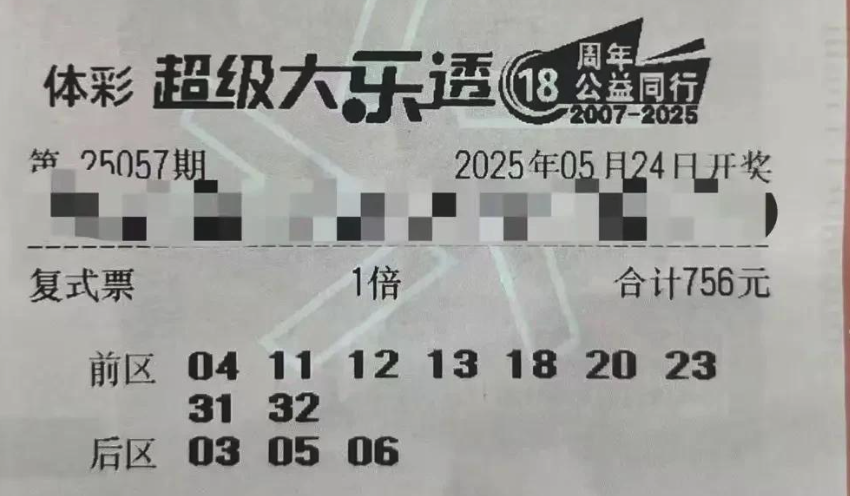 体彩 超级大乐透 18 周年
公益同行
2007-2025
第 25057期 2025年05月24日开奖
复式票 1倍 合计756元
前区 04 11 12 13 18 20 23
31 32
后区 03 05 06